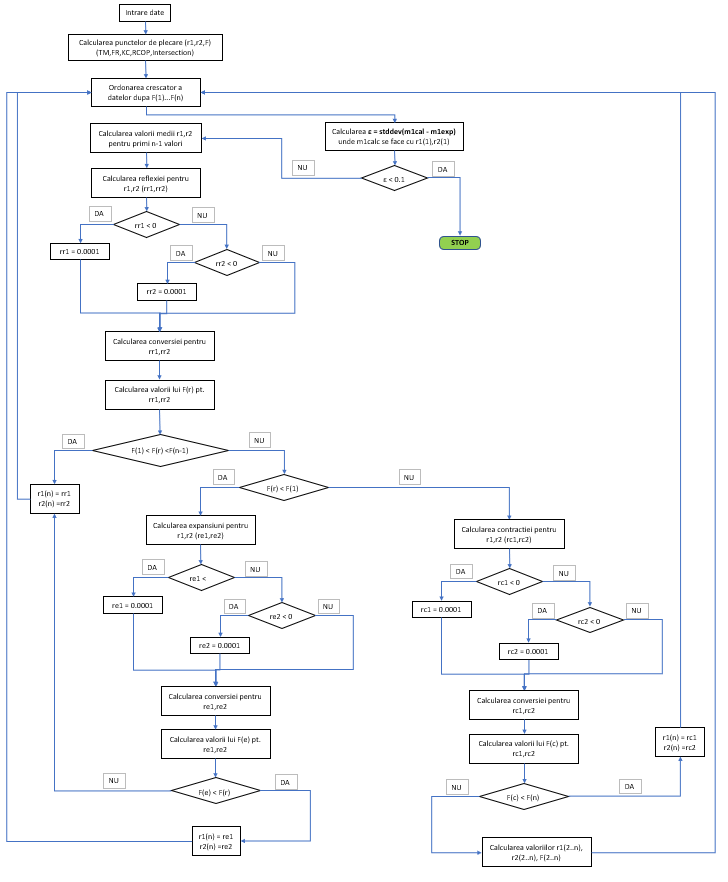 Intrare date
Calcularea punctelor de plecare (r1,r2,F)
(TM,FR,KC,RCOP,Intersection)
Ordonarea crescator a
datelor dupa F(1)…F(n)
Calcularea valorii medii r1,r2
pentru primi n-1 valori
Calcularea ε = stddev(m1cal - m1exp)
unde m1calc se face cu r1(1),r2(1)
NU
DA
ε < 0.1
Calcularea reflexiei pentru
r1,r2 (rr1,rr2)
DA
NU
rr1 < 0
STOP
rr1 = 0.0001
DA
NU
rr2 < 0
rr2 = 0.0001
Calcularea conversiei pentru
rr1,rr2
Calcularea valorii lui F(r) pt.
rr1,rr2
DA
NU
F(1) < F(r) <F(n-1)
DA
NU
F(r) < F(1)
r1(n) = rr1
r2(n) =rr2
Calcularea expansiuni pentru
r1,r2 (re1,re2)
Calcularea contractiei pentru
r1,r2 (rc1,rc2)
DA
NU
re1 <
DA
NU
rc1 < 0
re1 = 0.0001
DA
NU
re2 < 0
rc1 = 0.0001
DA
NU
rc2 < 0
re2 = 0.0001
rc2 = 0.0001
Calcularea conversiei pentru
re1,re2
Calcularea conversiei pentru
rc1,rc2
Calcularea valorii lui F(e) pt.
re1,re2
Calcularea valorii lui F(c) pt.
rc1,rc2
r1(n) = rc1
r2(n) =rc2
NU
DA
F(e) < F(r)
NU
DA
F(c) < F(n)
r1(n) = re1
r2(n) =re2
Calcularea valoriilor r1(2..n),
r2(2..n), F(2..n)